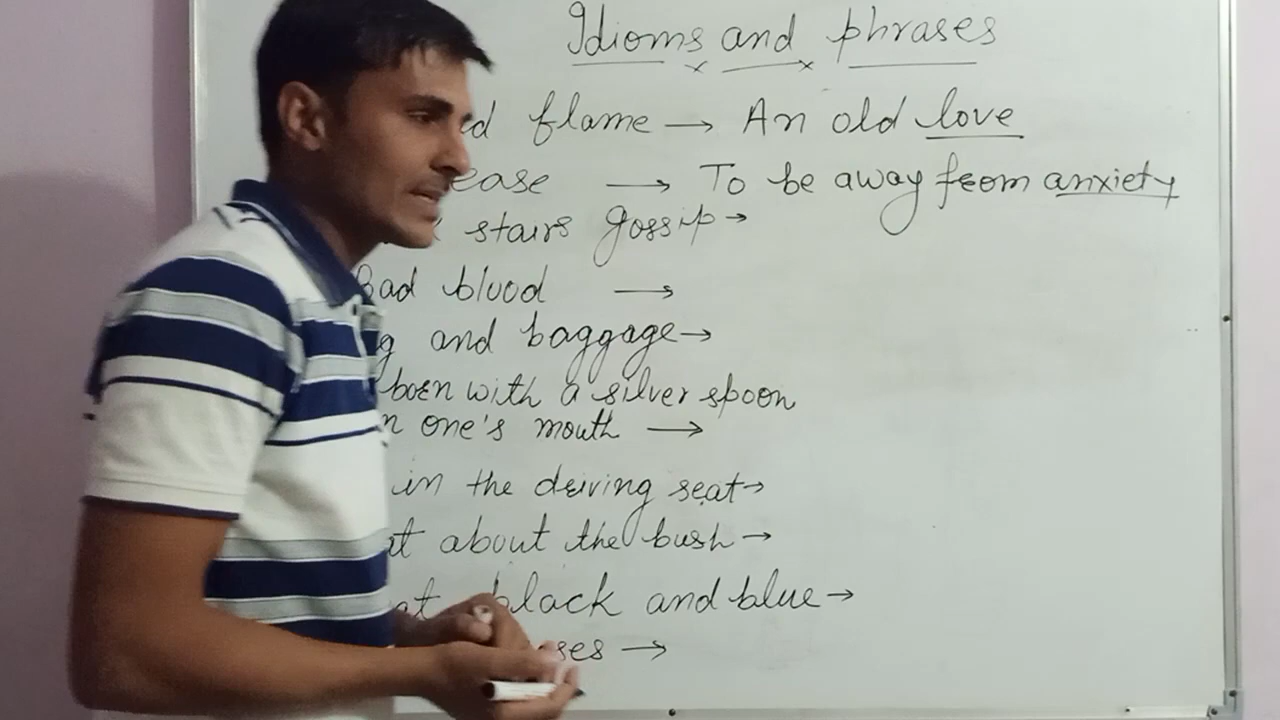 Idioms and phrases
flame → An old love
ease → To be away from anxiety
stairs gossip →
Bad blood →
and baggage →
born with a silver spoon
one's mouth →
in the driving seat →
about the bush →
black and blue →
→